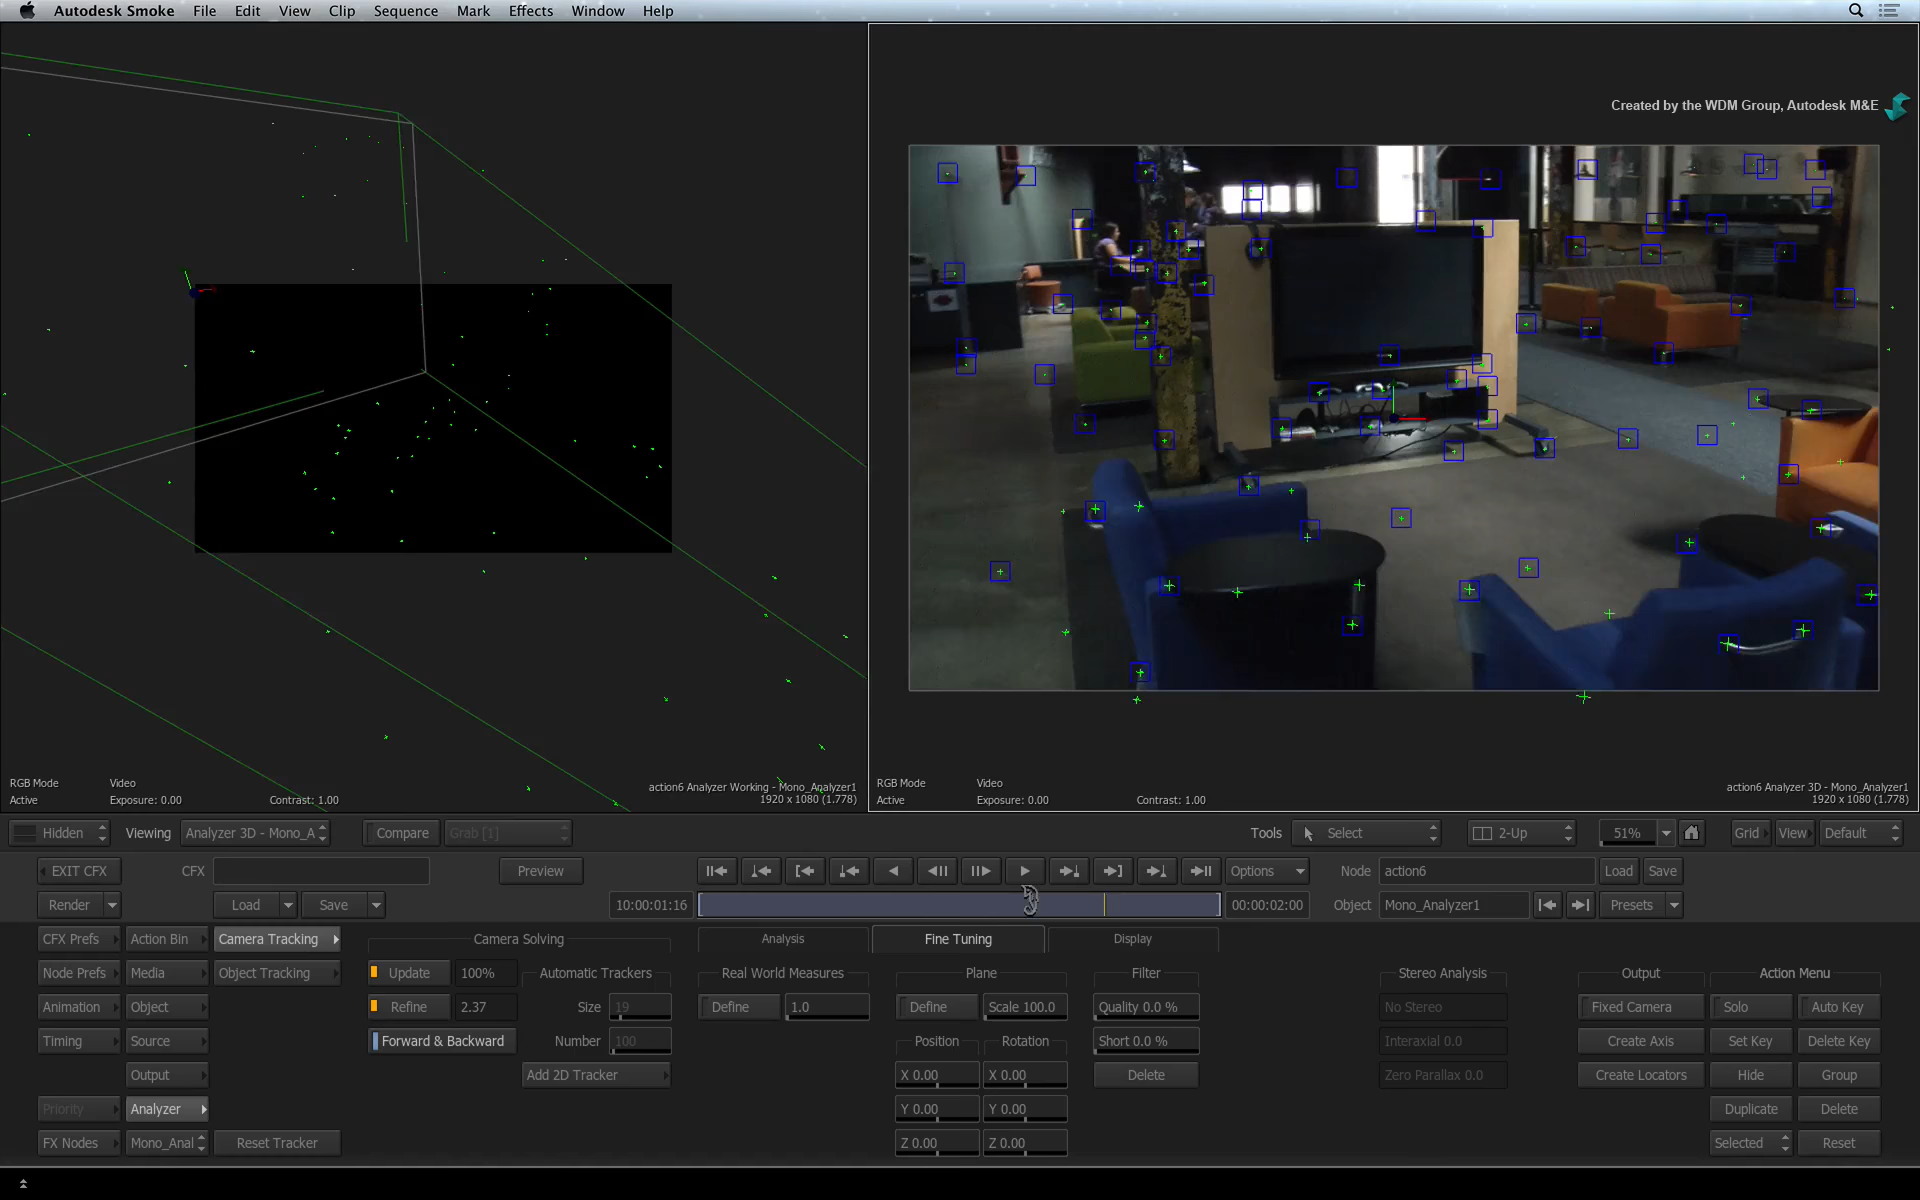 Autodesk Smoke File Edit View Clip Sequence Mark Effects Window Help
Created by the WDM Group, Autodesk M&E
RGB Mode Video action6 Analyzer Working - Mono_Analyzer1
Active Exposure: 0.00 Contrast: 1.00 1920 x 1080 (1.778)
RGB Mode Video action6 Analyzer 3D - Mono_Analyzer1
Active Exposure: 0.00 Contrast: 1.00 1920 x 1080 (1.778)
Hidden Viewing Analyzer 3D - Mono_A Compare Grab [1] Tools Select 2-Up 51% Grid View Default
EXIT CFX CFX Preview Options Node action6 Load Save
Render Load Save 10:00:01:16 00:00:02:00 Object Mono_Analyzer1 Presets
CFX Prefs Action Bin Camera Tracking Camera Solving Analysis Fine Tuning Display
Node Prefs Media Object Tracking Update 100% Automatic Trackers Real World Measures Plane Filter Stereo Analysis Output Action Menu
Animation Object Refine 2.37 Size 19 Define 1.0 Define Scale 100.0 Quality 0.0 % No Stereo Fixed Camera Solo Auto Key
Timing Source Forward & Backward Number 100 Position Rotation Short 0.0 % Interaxial 0.0 Create Axis Set Key Delete Key
Output Add 2D Tracker X 0.00 X 0.00 Delete Zero Parallax 0.0 Create Locators Hide Group
Priority Analyzer Y 0.00 Y 0.00 Duplicate Delete
FX Nodes Mono_Anal Reset Tracker Z 0.00 Z 0.00 Selected Reset